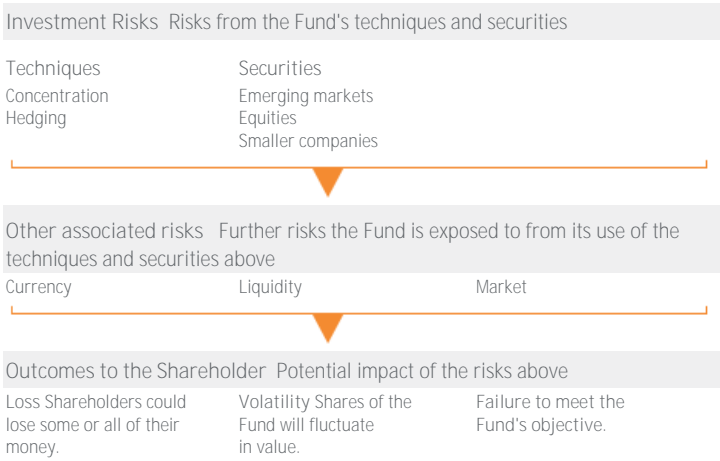 Investment Risks Risks from the Fund's techniques and securities
Techniques Securities
Concentration Emerging markets
Hedging Equities
Smaller companies
Other associated risks Further risks the Fund is exposed to from its use of the
techniques and securities above
Currency Liquidity Market
Outcomes to the Shareholder Potential impact of the risks above
Loss Shareholders could Volatility Shares of the Failure to meet the
lose some or all of their Fund will fluctuate Fund's objective.
money. in value.